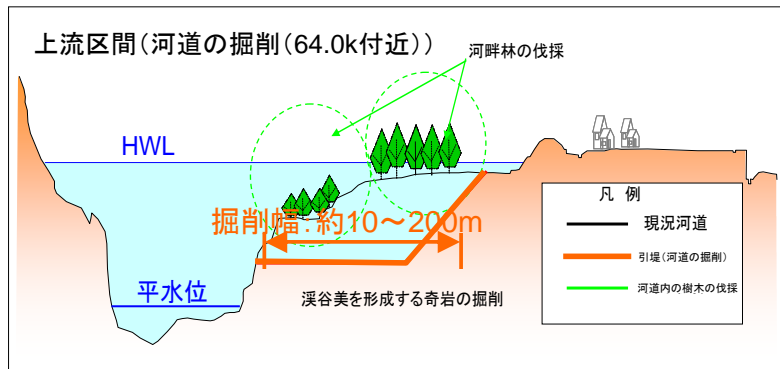 上流区間(河道の掘削(64.0k付近))
河畔林の伐採
HWL
掘削幅:約10~200m
平水位
渓谷美を形成する奇岩の掘削
凡 例
現況河道
引堤(河道の掘削)
河道内の樹木の伐採